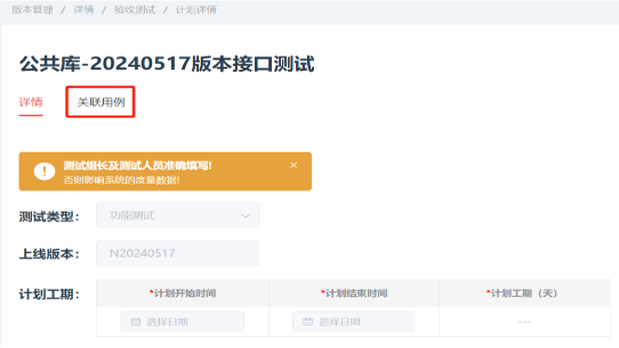 版本管理 / 详情 / 验收测试 / 计划详情
公共库-20240517版本接口测试
详情 关联用例
测试组长及测试人员准确填写!
否则影响系统的度量数据!
测试类型： 功能测试
上线版本： N20240517
计划工期： *计划开始时间 *计划结束时间 *计划工期（天）
选择日期 选择日期 ---